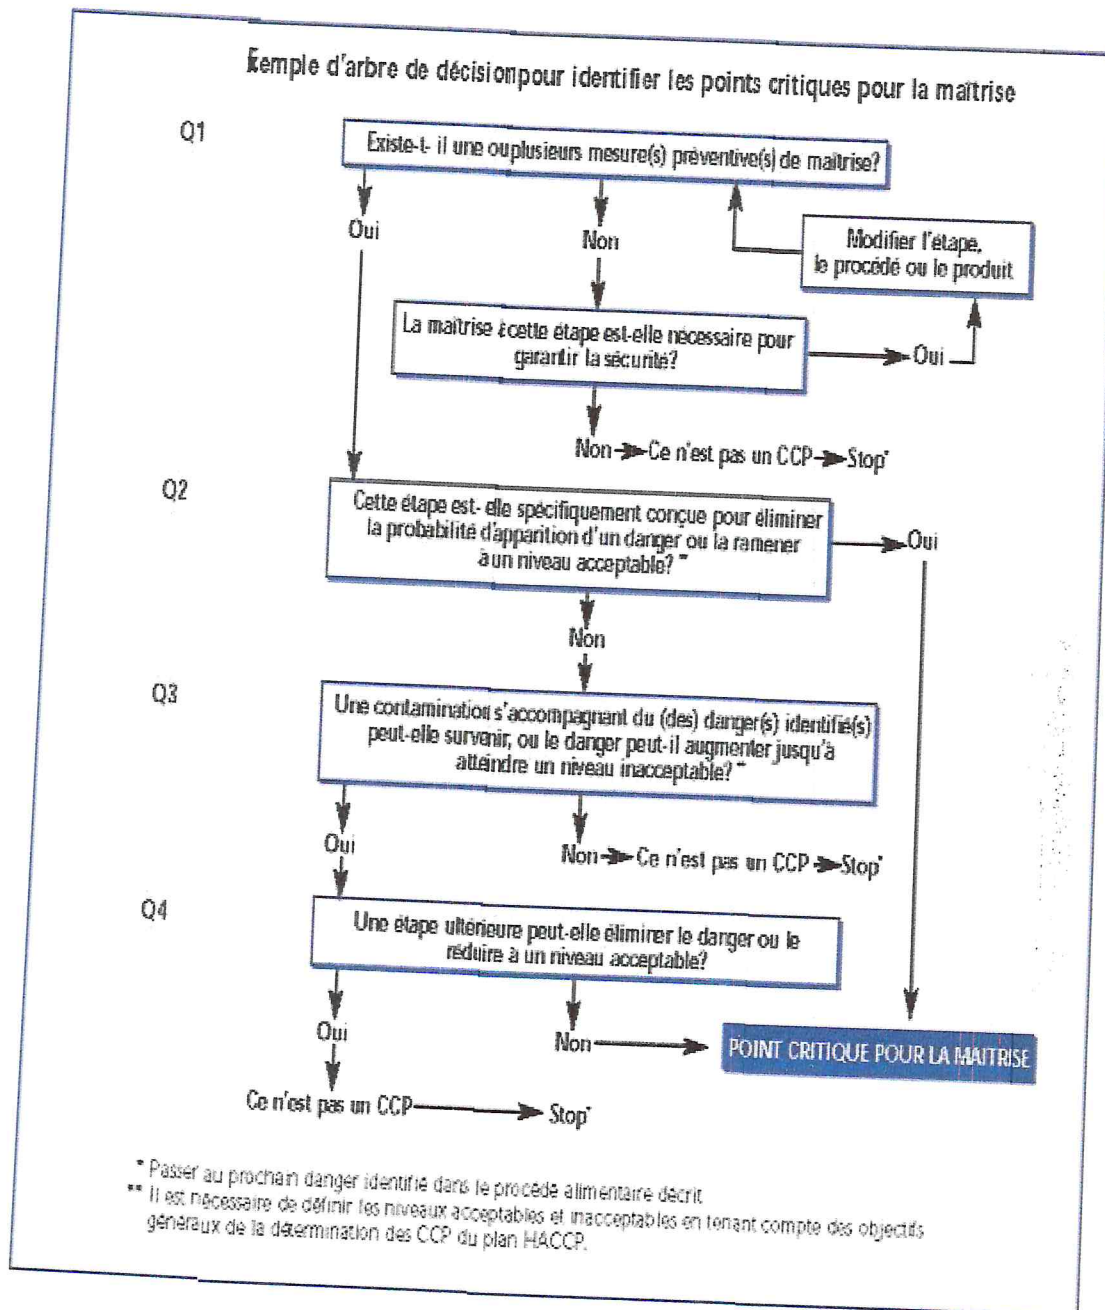 Exemple d'arbre de décision pour identifier les points critiques pour la maîtrise
Q1
Existe-t- il une ou plusieurs mesure(s) préventive(s) de maîtrise?
Oui
Non
Modifier l'étape,
le procédé ou le produit
La maîtrise à cette étape est-elle nécessaire pour
garantir la sécurité?
Oui
Non Ce n'est pas un CCP Stop*
Q2
Cette étape est- elle spécifiquement conçue pour éliminer
la probabilité d'apparition d'un danger ou la ramener
à un niveau acceptable? **
Oui
Non
Q3
Une contamination s'accompagnant du (des) danger(s) identifié(s)
peut-elle survenir, ou le danger peut-il augmenter jusqu'à
atteindre un niveau inacceptable? **
Oui
Non Ce n'est pas un CCP Stop*
Q4
Une étape ultérieure peut-elle éliminer le danger ou le
réduire à un niveau acceptable?
Oui
Non
POINT CRITIQUE POUR LA MAITRISE
Ce n'est pas un CCP Stop*
* Passer au prochain danger identifié dans le procédé alimentaire décrit
** Il est nécessaire de définir les niveaux acceptables et inacceptables en tenant compte des objectifs
généraux de la détermination des CCP du plan HACCP.